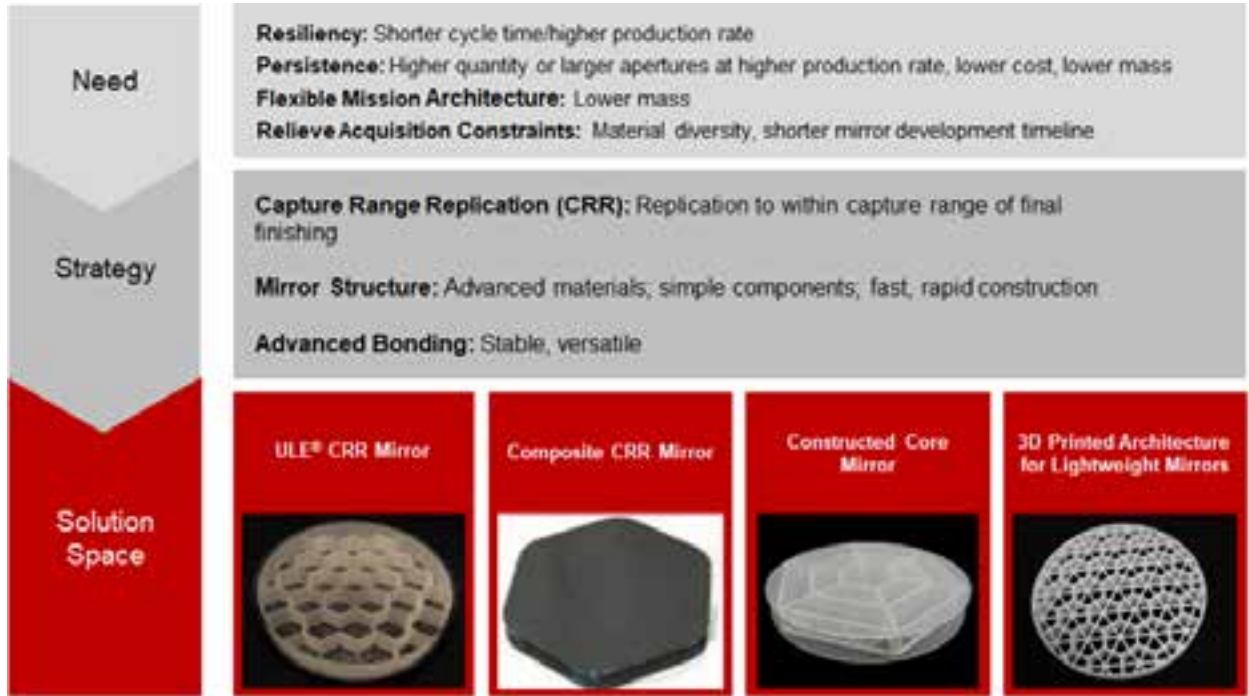 Need
Resiliency: Shorter cycle time/higher production rate
Persistence: Higher quantity or larger apertures at higher production rate, lower cost, lower mass
Flexible Mission Architecture: Lower mass
Relieve Acquisition Constraints: Material diversity, shorter mirror development timeline
Strategy
Capture Range Replication (CRR): Replication to within capture range of final
finishing
Mirror Structure: Advanced materials; simple components; fast, rapid construction
Advanced Bonding: Stable, versatile
Solution
Space
ULE® CRR Mirror
Composite CRR Mirror
Constructed Core
Mirror
3D Printed Architecture
for Lightweight Mirrors